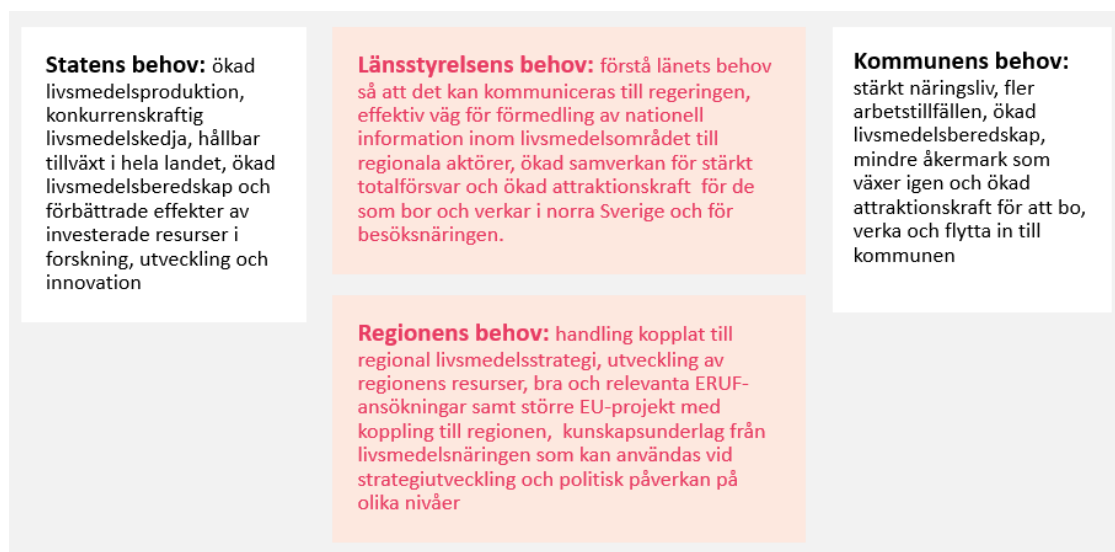 Statens behov: ökad
livsmedelsproduktion,
konkurrenskraftig
livsmedelskedja, hållbar
tillväxt i hela landet, ökad
livsmedelsberedskap och
förbättrade effekter av
investerade resurser i
forskning, utveckling och
innovation
Länsstyrelsens behov: förstå länets behov
så att det kan kommuniceras till regeringen,
effektiv väg för förmedling av nationell
information inom livsmedelsområdet till
regionala aktörer, ökad samverkan för stärkt
totalförsvar och ökad attraktionskraft för de
som bor och verkar i norra Sverige och för
besöksnäringen.
Regionens behov: handling kopplat till
regional livsmedelsstrategi, utveckling av
regionens resurser, bra och relevanta ERUF-
ansökningar samt större EU-projekt med
koppling till regionen, kunskapsunderlag från
livsmedelsnäringen som kan användas vid
strategiutveckling och politisk påverkan på
olika nivåer
Kommunens behov:
stärkt näringsliv, fler
arbetstillfällen, ökad
livsmedelsberedskap,
mindre åkermark som
växer igen och ökad
attraktionskraft för att bo,
verka och flytta in till
kommunen